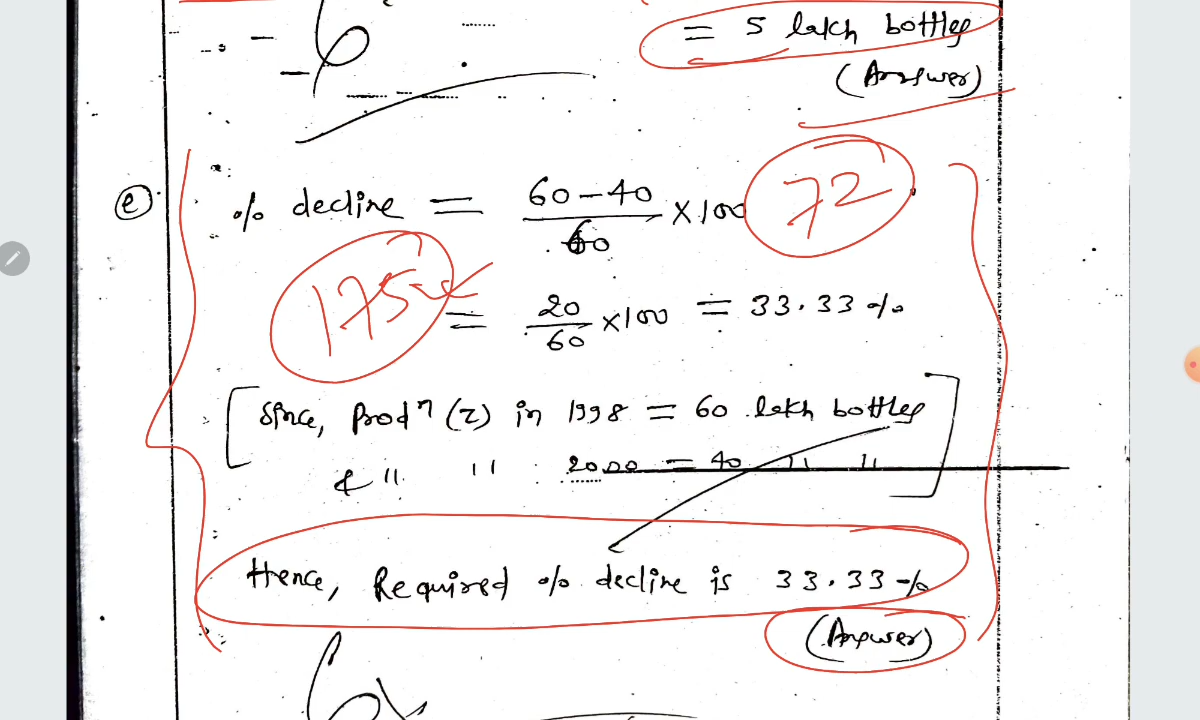 = 5 lakh bottles
(Answer)
(e) % decline = 60-40 / 60 X 100 72
175
= 20 / 60 X100 = 33.33 %
[Since, Prodⁿ (Z) in 1998 = 60 lakh bottles
& " " 2000 = 40 " " ]
Hence, Required % decline is 33.33 %
(Answer)